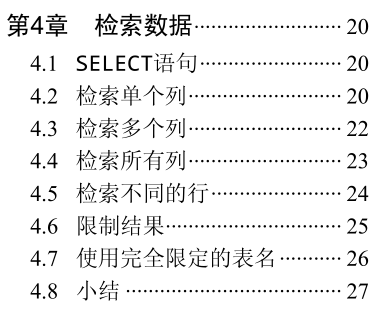 第4章 检索数据 ………………………… 20
4.1 SELECT语句 ………………………… 20
4.2 检索单个列 ………………………… 20
4.3 检索多个列 ………………………… 22
4.4 检索所有列 ………………………… 23
4.5 检索不同的行 ……………………… 24
4.6 限制结果 …………………………… 25
4.7 使用完全限定的表名 ………… 26
4.8 小结 ………………………………… 27